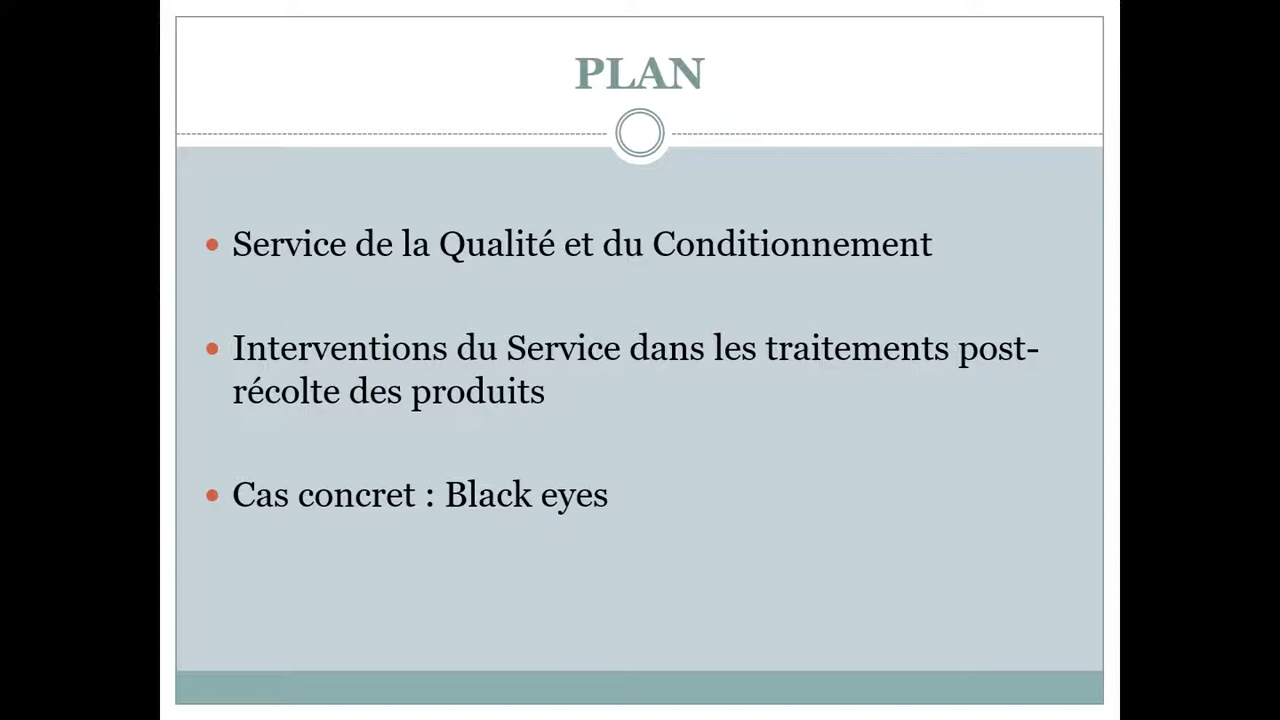 PLAN
Service de la Qualité et du Conditionnement
Interventions du Service dans les traitements post-
récolte des produits
Cas concret : Black eyes